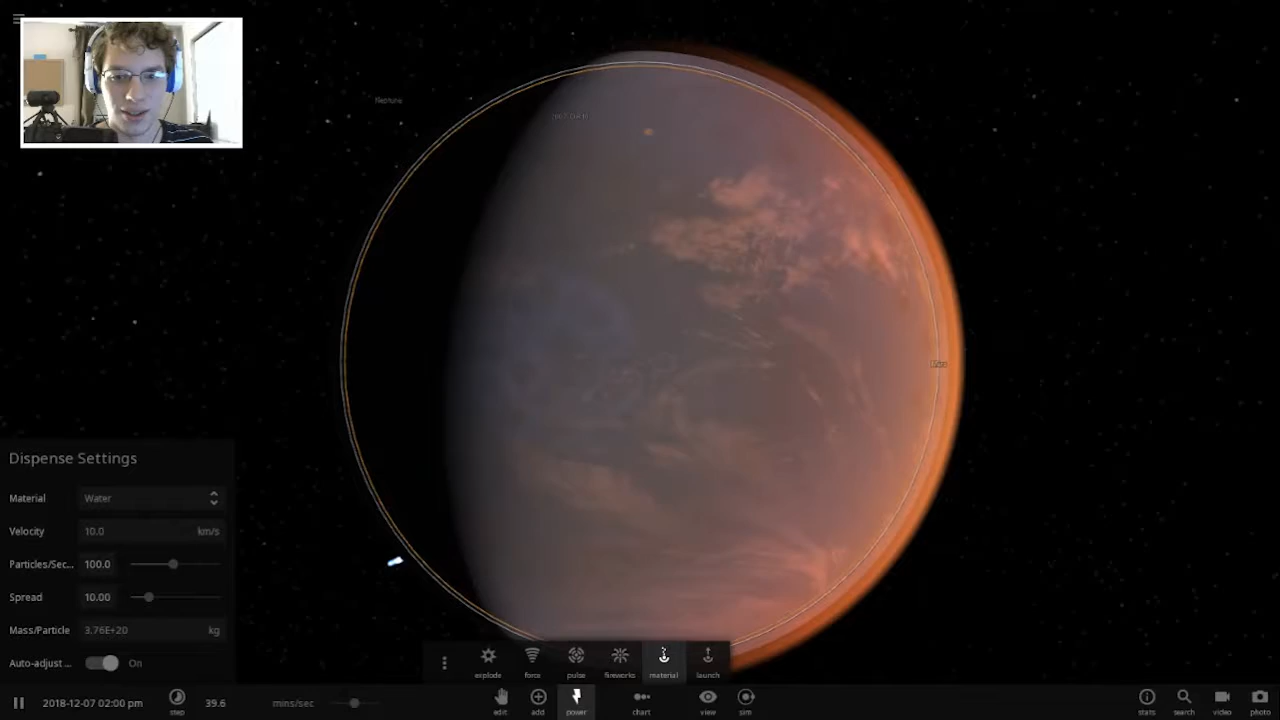 Neptune
Dispense Settings
Material Water
Velocity 10.0 km/s
Particles/Sec... 100.0
Spread 10.00
Mass/Particle 3.76E+20 kg
Auto-adjust ... On
explode force pulse fireworks material launch
2018-12-07 02:00 pm step 39.6 mins/sec edit add power chart view sim stats search video photo